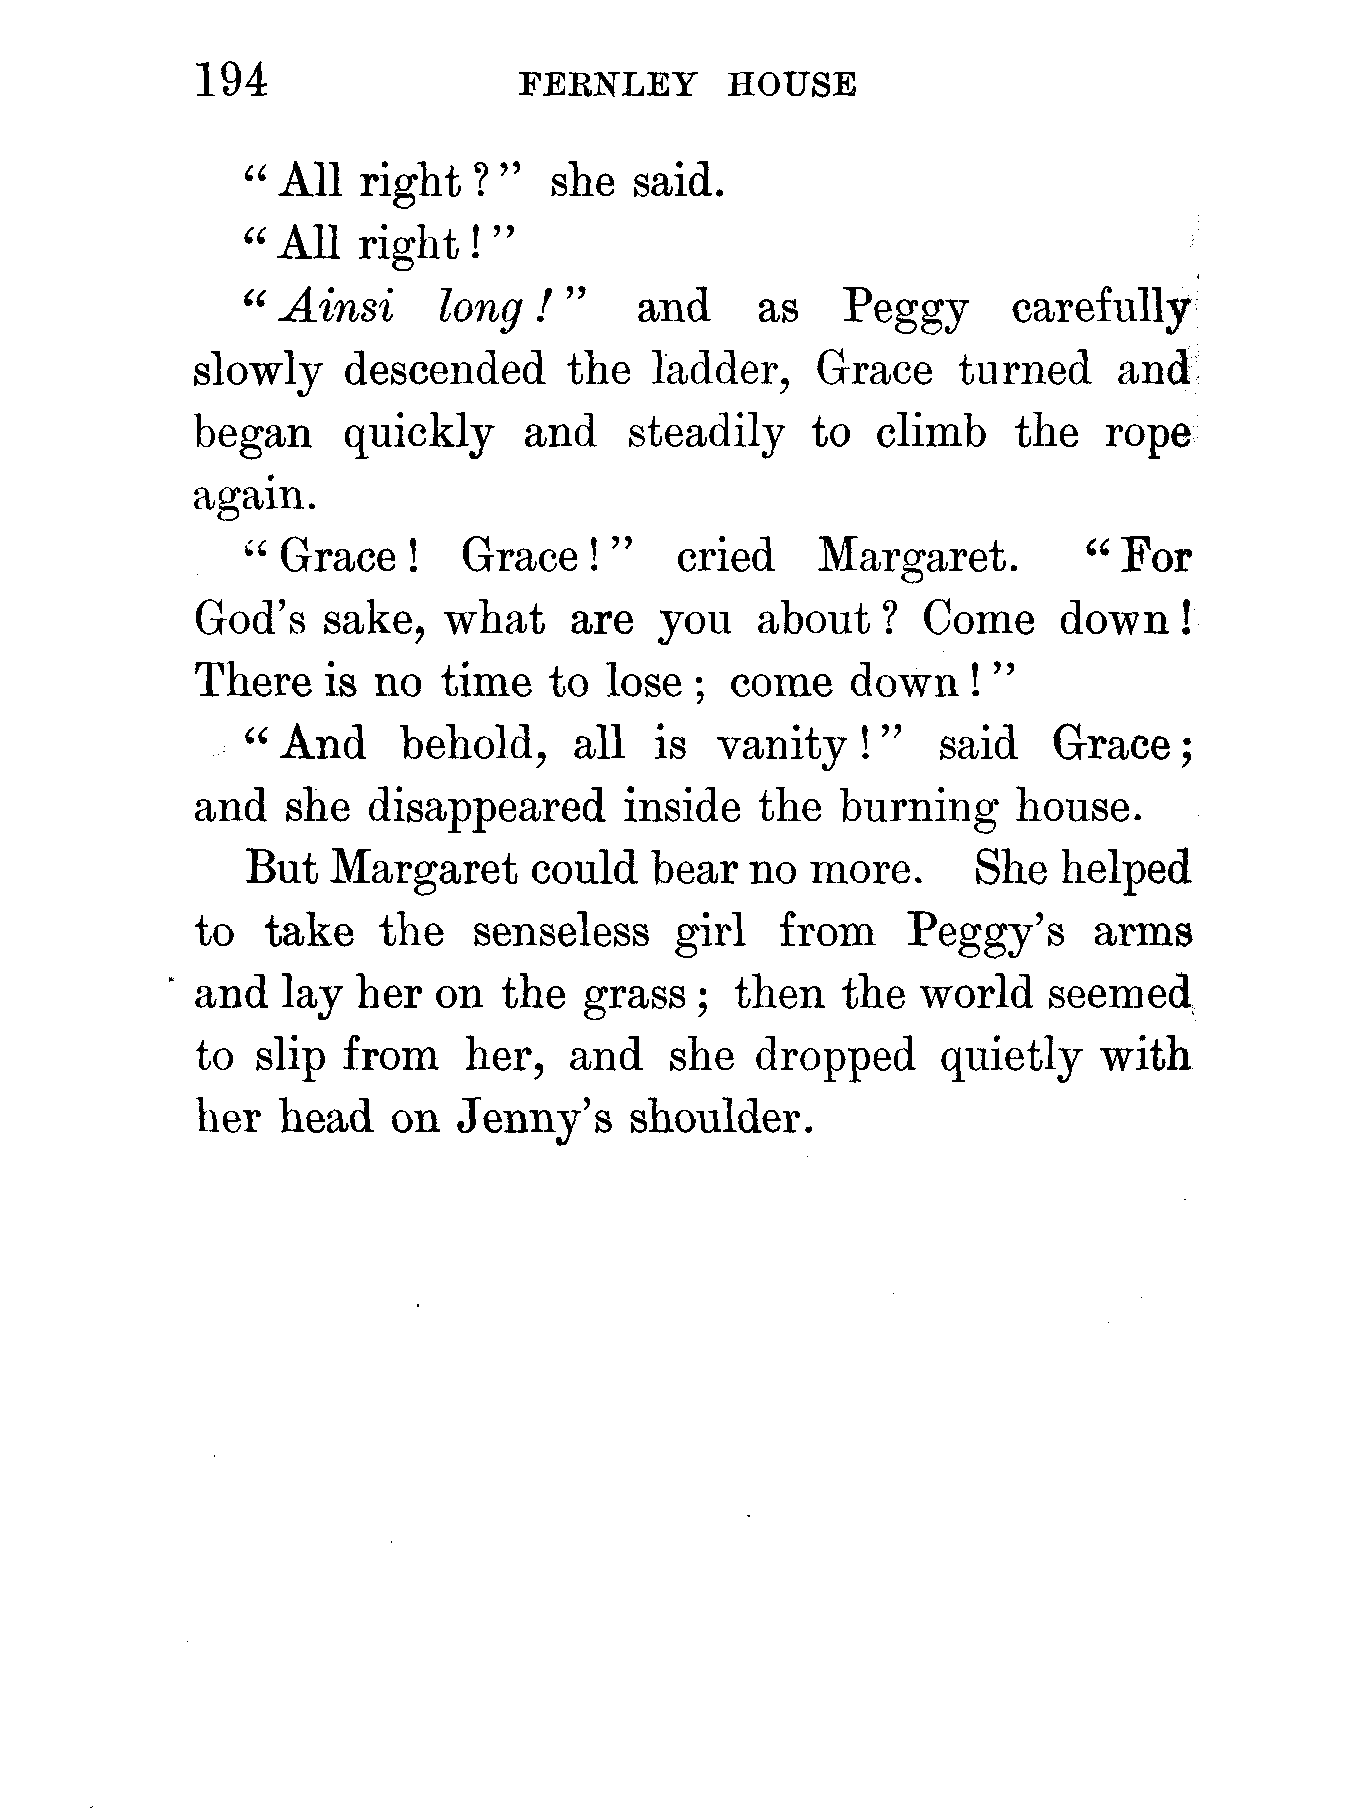 194 FERNLEY HOUSE
"All right?" she said.
"All right!"
"Ainsi long!" and as Peggy carefully
slowly descended the ladder, Grace turned and
began quickly and steadily to climb the rope
again.
"Grace! Grace!" cried Margaret. "For
God's sake, what are you about? Come down!
There is no time to lose; come down!"
"And behold, all is vanity!" said Grace;
and she disappeared inside the burning house.
But Margaret could bear no more. She helped
to take the senseless girl from Peggy's arms
and lay her on the grass; then the world seemed
to slip from her, and she dropped quietly with
her head on Jenny's shoulder.